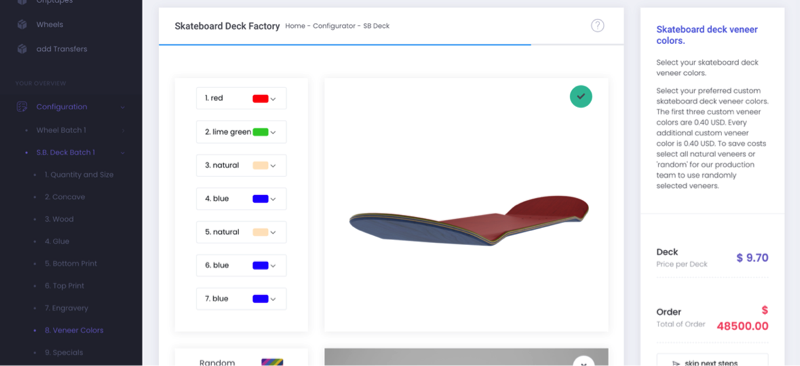 Griptapes
Wheels
add Transfers
YOUR OVERVIEW
Configuration
Wheel Batch 1
S.B. Deck Batch 1
1. Quantity and Size
2. Concave
3. Wood
4. Glue
5. Bottom Print
6. Top Print
7. Engravery
8. Veneer Colors
9. Specials
Skateboard Deck Factory Home - Configurator - SB Deck
?
1. red
2. lime green
3. natural
4. blue
5. natural
6. blue
7. blue
Random
Skateboard deck veneer
colors.
Select your skateboard deck
veneer colors.
Select your preferred custom
skateboard deck veneer colors.
The first three custom veneer
colors are 0.40 USD. Every
additional custom veneer
color is 0.40 USD. To save costs
select all natural veneers or
'random' for our production
team to use randomly
selected veneers.
Deck
Price per Deck
$ 9.70
Order
Total of Order
$
48500.00
skip next steps